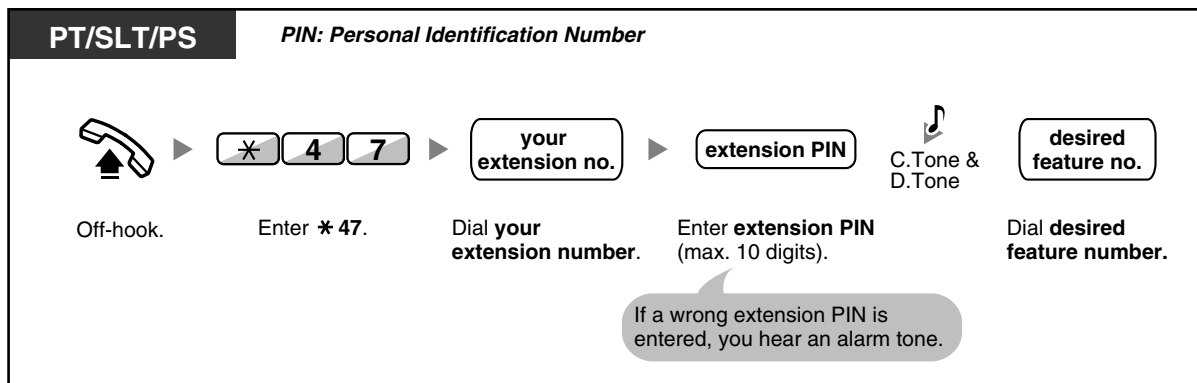 PT/SLT/PS
PIN: Personal Identification Number
* 4 7
your
extension no.
extension PIN
C.Tone &
D.Tone
desired
feature no.
Off-hook.
Enter * 47.
Dial your
extension number.
Enter extension PIN
(max. 10 digits).
Dial desired
feature number.
If a wrong extension PIN is
entered, you hear an alarm tone.